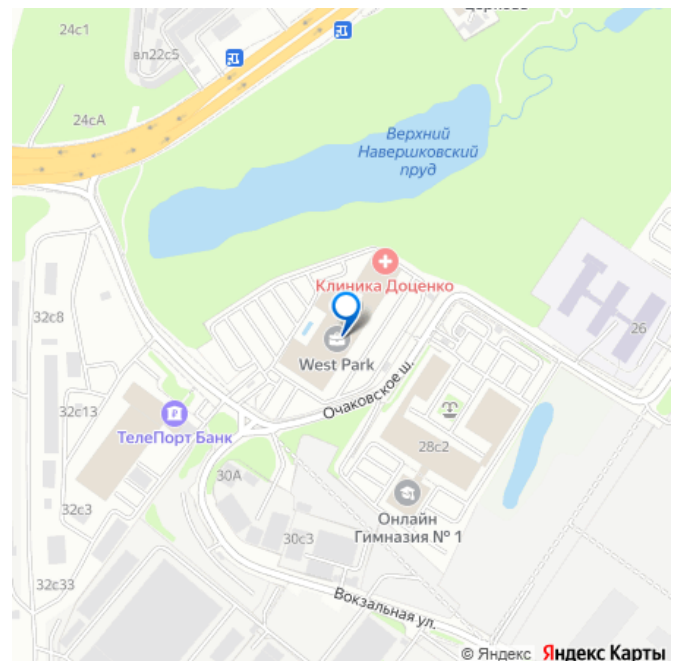 24с1
вл22с5
24сА
Верхний
Навершковский
пруд
Клиника Доценко
32с8
26
West Park
Очаковское ш.
32с13
ТелеПорт Банк
28с2
30А
32с3
Онлайн
Гимназия № 1
30с3
32с33
Вокзальная ул.
© Яндекс Яндекс Карты